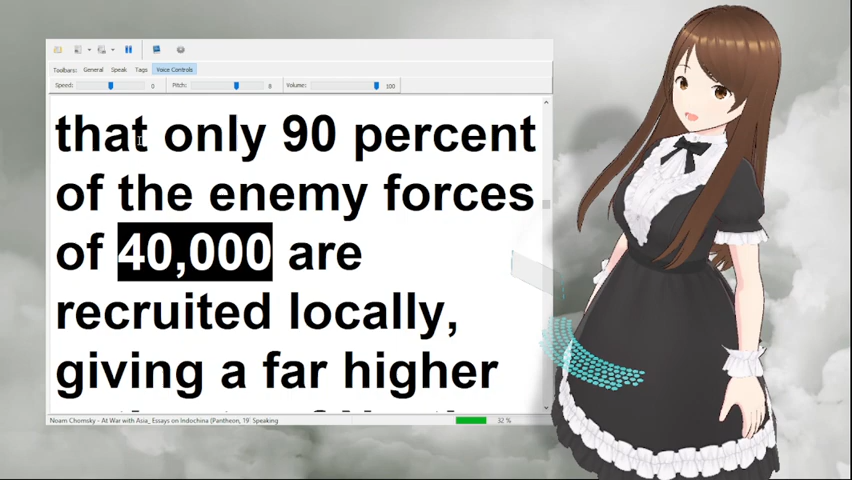 Toolbars: General Speak Tags Voice Controls
Speed: 0 Pitch: 8 Volume: 100
that only 90 percent
of the enemy forces
of 40,000 are
recruited locally,
giving a far higher
Noam Chomsky - At War with Asia_ Essays on Indochina (Pantheon, 19 Speaking 32 %